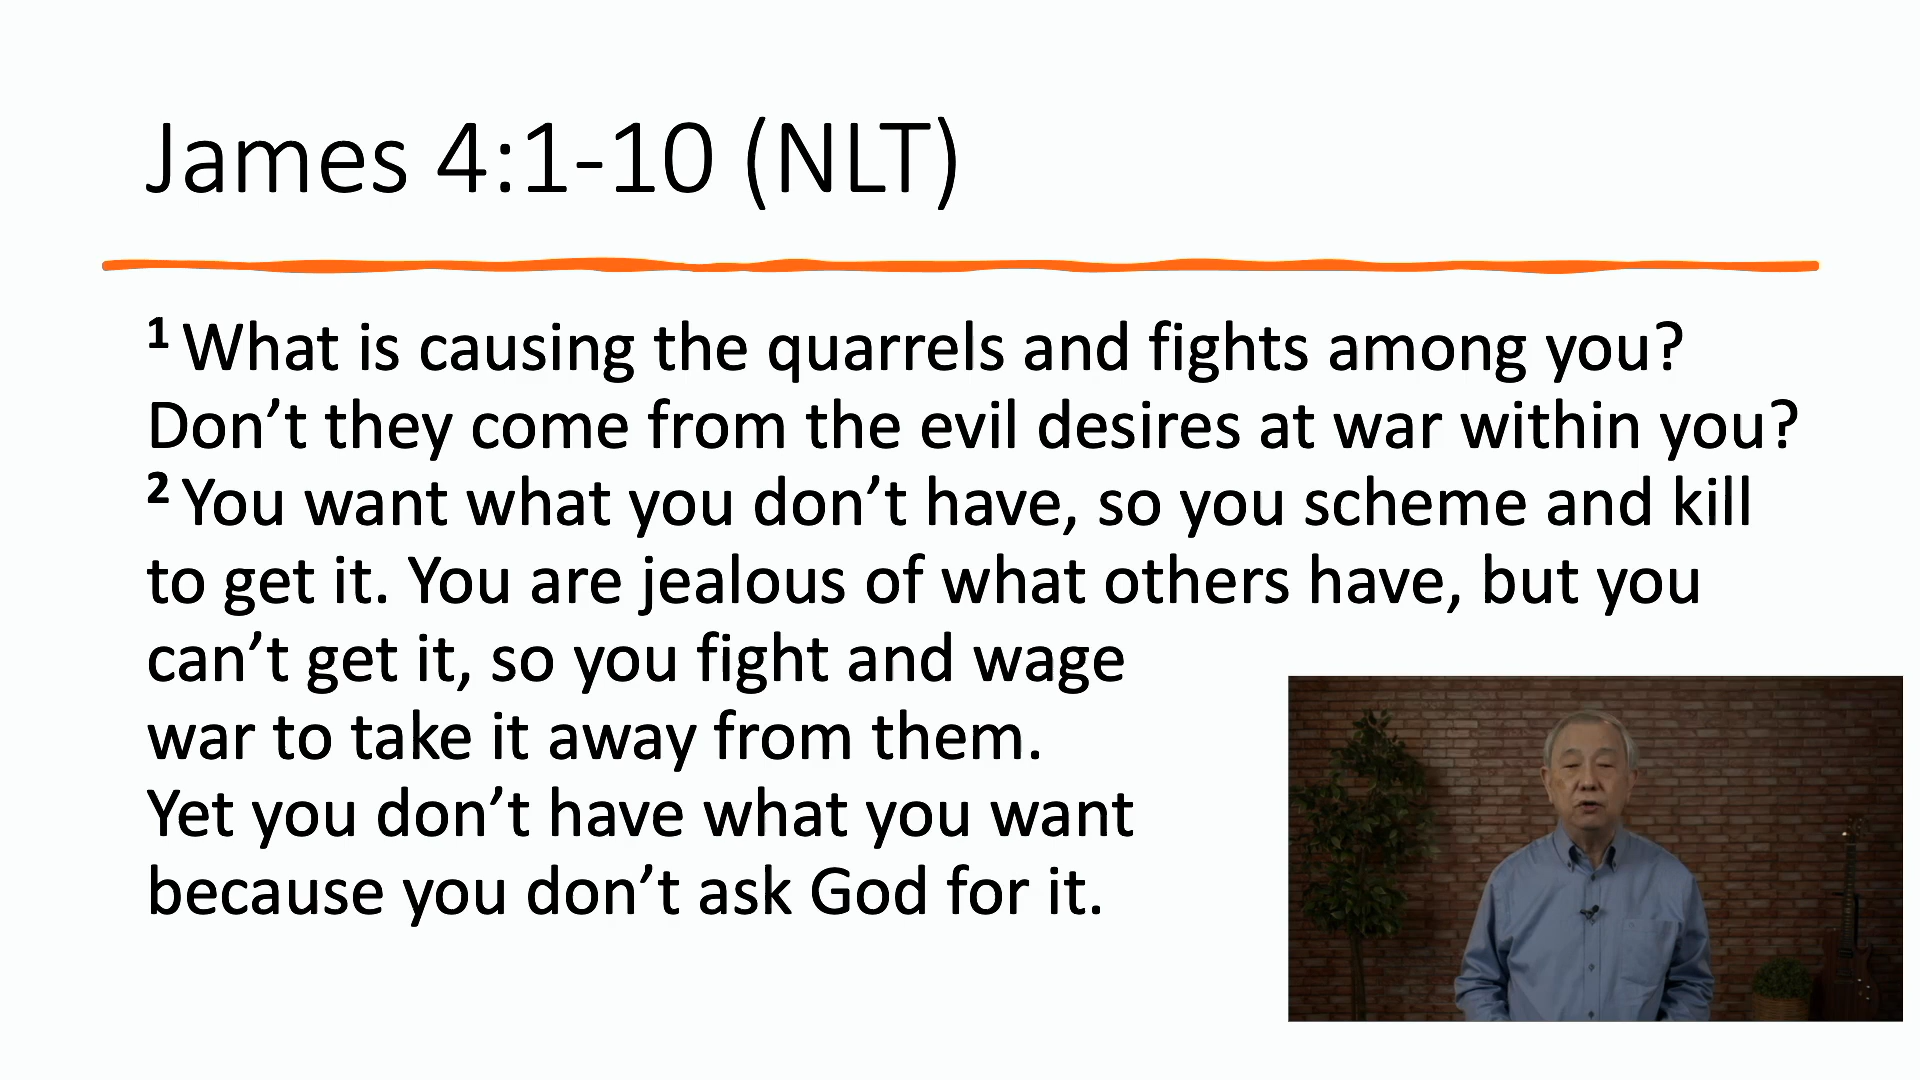 James 4:1-10 (NLT)
1 What is causing the quarrels and fights among you?
Don’t they come from the evil desires at war within you?
2 You want what you don’t have, so you scheme and kill
to get it. You are jealous of what others have, but you
can’t get it, so you fight and wage
war to take it away from them.
Yet you don’t have what you want
because you don’t ask God for it.